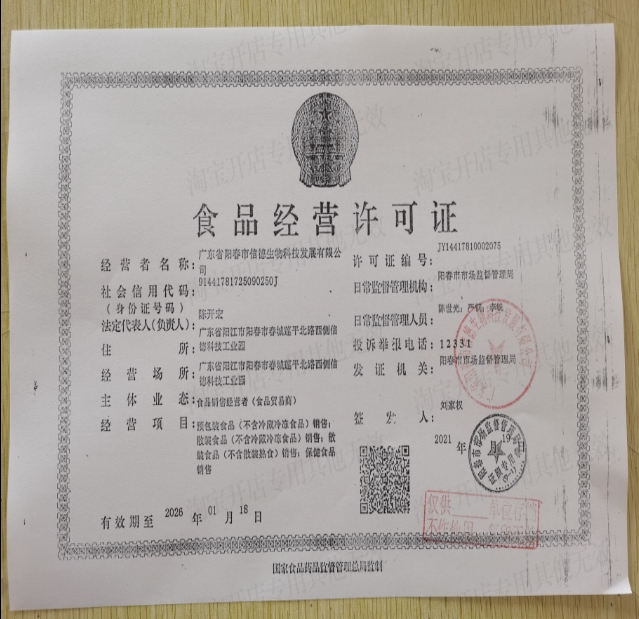 食品经营许可证
经营者名称：广东省阳春市信德生物科技发展有限公
司
社会信用代码：91441781725090250J
（身份证号码）
法定代表人（负责人）：陈开宏
住所：广东省阳江市阳春市春城莲平北路西侧信
德科技工业园
经营场所：广东省阳江市阳春市春城莲平北路西侧信
德科技工业园
主体业态：食品销售经营者（食品贸易商）
经营项目：预包装食品（不含冷藏冷冻食品）销售；
散装食品（不含冷藏冷冻食品）销售；散
装食品（不含散装熟食）销售；保健食品
销售
有效期至 2026 年 01 月 18 日
许可证编号：JY14417810002075
日常监督管理机构：阳春市市场监督管理局
日常监督管理人员：陈世光；严锐；
投诉举报电话：12331
发证机关：阳春市市场监督管理局
签发人：刘家权
2021 年
阳春市市场监督管理局
仅供
国家食品药品监督管理总局监制
淘宝开店专用其他无效